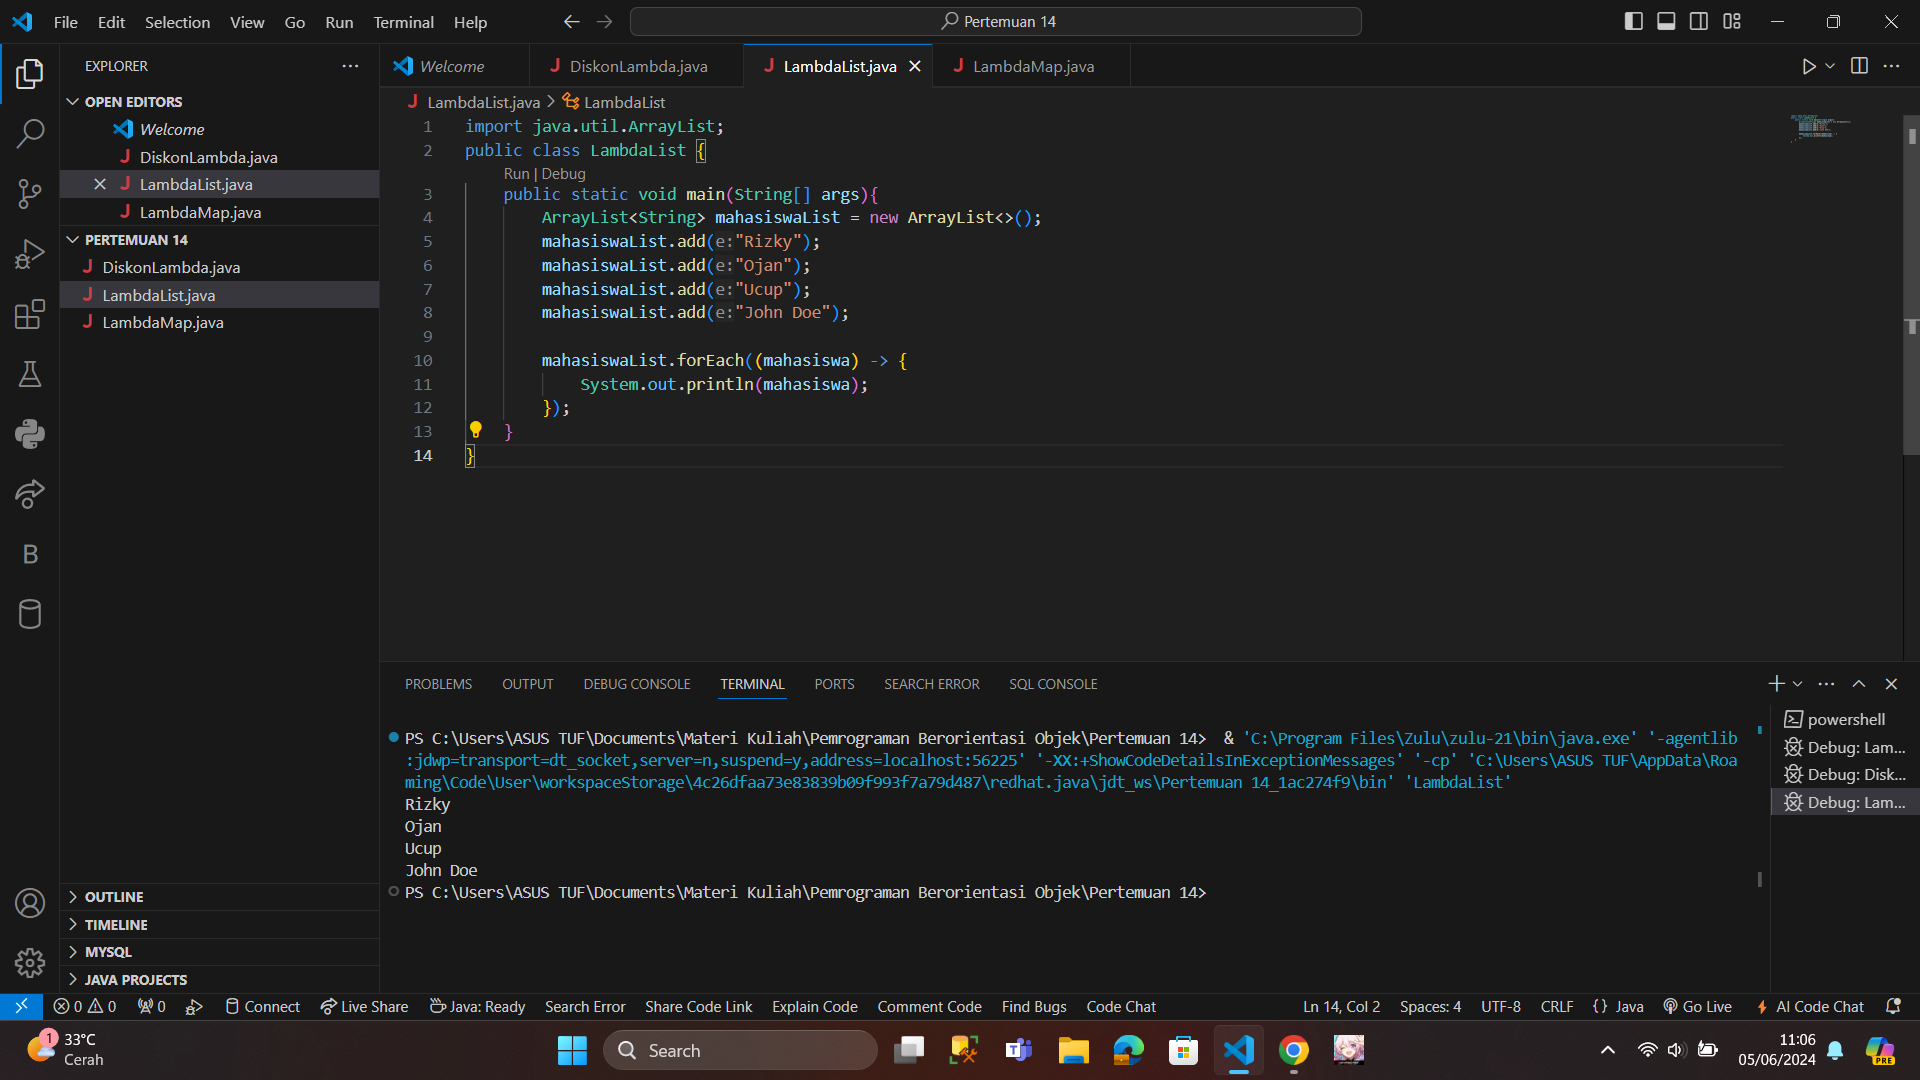 File Edit Selection View Go Run Terminal Help
Pertemuan 14
EXPLORER
OPEN EDITORS
Welcome
DiskonLambda.java
LambdaList.java
LambdaMap.java
PERTEMUAN 14
DiskonLambda.java
LambdaList.java
LambdaMap.java
OUTLINE
TIMELINE
MYSQL
JAVA PROJECTS
Welcome DiskonLambda.java LambdaList.java LambdaMap.java
LambdaList.java > LambdaList
1 import java.util.ArrayList;
2 public class LambdaList {
Run | Debug
3 public static void main(String[] args){
4 ArrayList<String> mahasiswaList = new ArrayList<>();
5 mahasiswaList.add(e:"Rizky");
6 mahasiswaList.add(e:"Ojan");
7 mahasiswaList.add(e:"Ucup");
8 mahasiswaList.add(e:"John Doe");
9
10 mahasiswaList.forEach((mahasiswa) -> {
11 System.out.println(mahasiswa);
12 });
13 }
14 }
PROBLEMS OUTPUT DEBUG CONSOLE TERMINAL PORTS SEARCH ERROR SQL CONSOLE
PS C:\Users\ASUS TUF\Documents\Materi Kuliah\Pemrograman Berorientasi Objek\Pertemuan 14> & 'C:\Program Files\Zulu\zulu-21\bin\java.exe' '-agentlib
:jdwp=transport=dt_socket,server=n,suspend=y,address=localhost:56225' '-XX:+ShowCodeDetailsInExceptionMessages' '-cp' 'C:\Users\ASUS TUF\AppData\Roa
ming\Code\User\workspaceStorage\4c26dfaa73e83839b09f993f7a79d487\redhat.java\jdt_ws\Pertemuan 14_1ac274f9\bin' 'LambdaList'
Rizky
Ojan
Ucup
John Doe
PS C:\Users\ASUS TUF\Documents\Materi Kuliah\Pemrograman Berorientasi Objek\Pertemuan 14>
powershell
Debug: Lam...
Debug: Disk...
Debug: Lam...
0 0 0 Connect Live Share Java: Ready Search Error Share Code Link Explain Code Comment Code Find Bugs Code Chat Ln 14, Col 2 Spaces: 4 UTF-8 CRLF {} Java Go Live AI Code Chat
1
33°C
Cerah
Search
11:06
05/06/2024
PRE